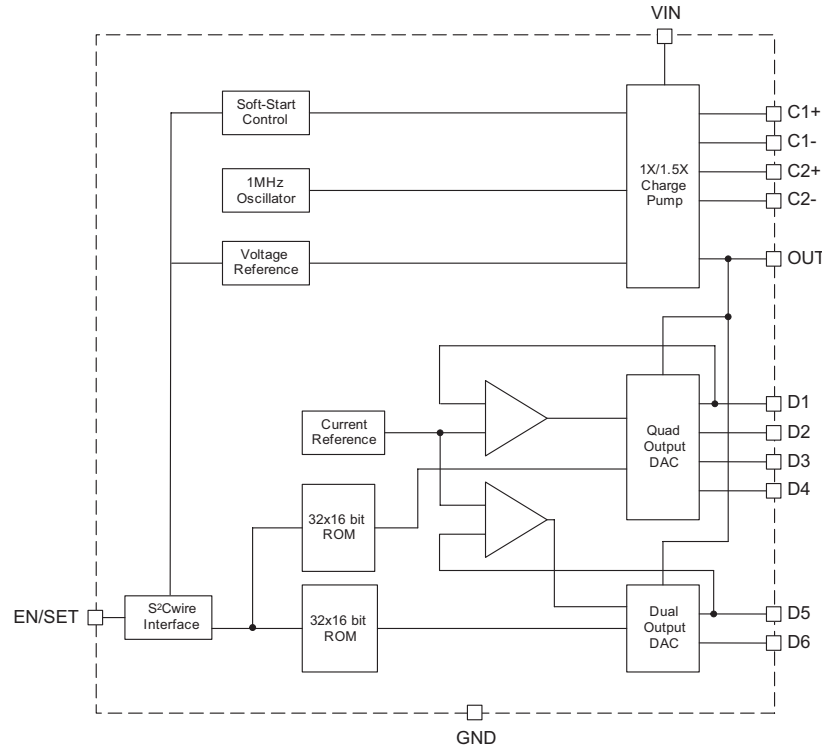 VIN
Soft-Start
Control
1MHz
Oscillator
Voltage
Reference
1X/1.5X
Charge
Pump
C1+
C1-
C2+
C2-
OUT
Current
Reference
Quad
Output
DAC
D1
D2
D3
D4
32x16 bit
ROM
EN/SET
S²Cwire
Interface
32x16 bit
ROM
Dual
Output
DAC
D5
D6
GND